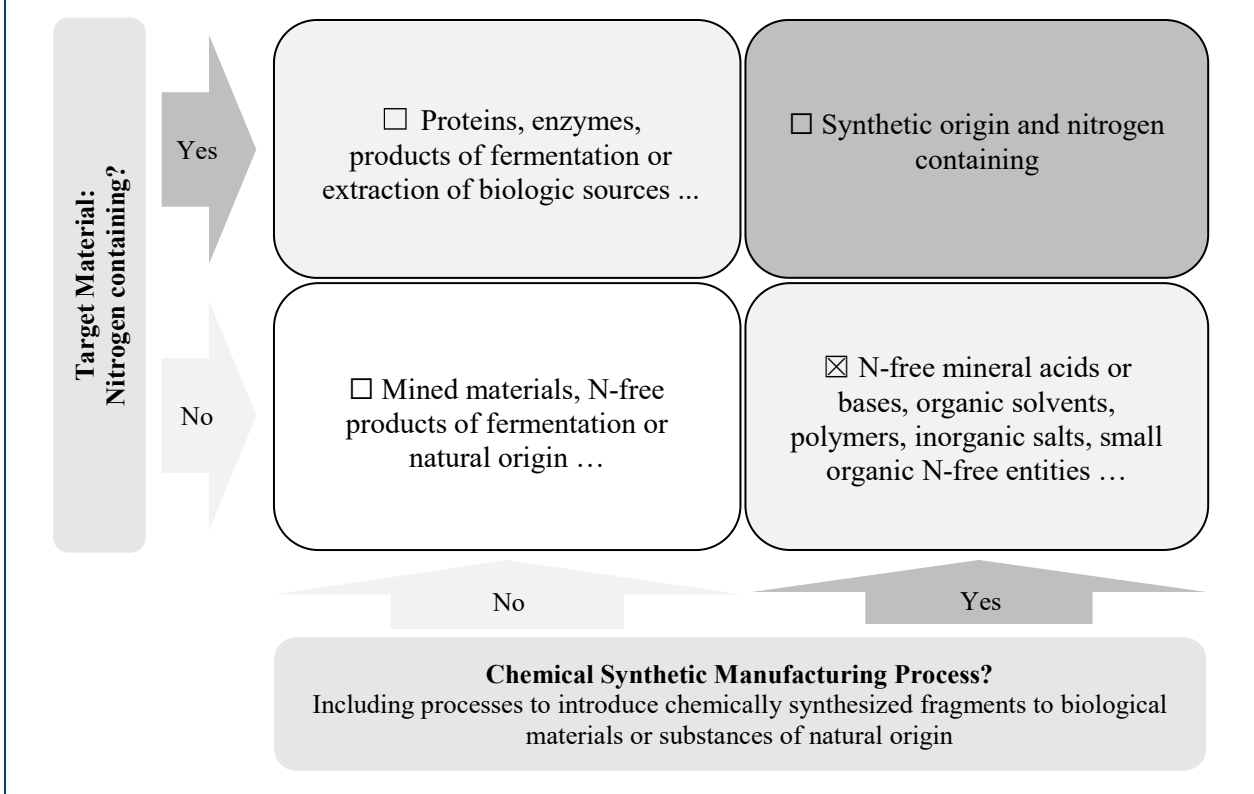 Target Material:
Nitrogen containing?
Yes
☐ Proteins, enzymes,
products of fermentation or
extraction of biologic sources ...
☐ Synthetic origin and nitrogen
containing
No
☐ Mined materials, N-free
products of fermentation or
natural origin …
☒ N-free mineral acids or
bases, organic solvents,
polymers, inorganic salts, small
organic N-free entities …
No
Yes
Chemical Synthetic Manufacturing Process?
Including processes to introduce chemically synthesized fragments to biological
materials or substances of natural origin